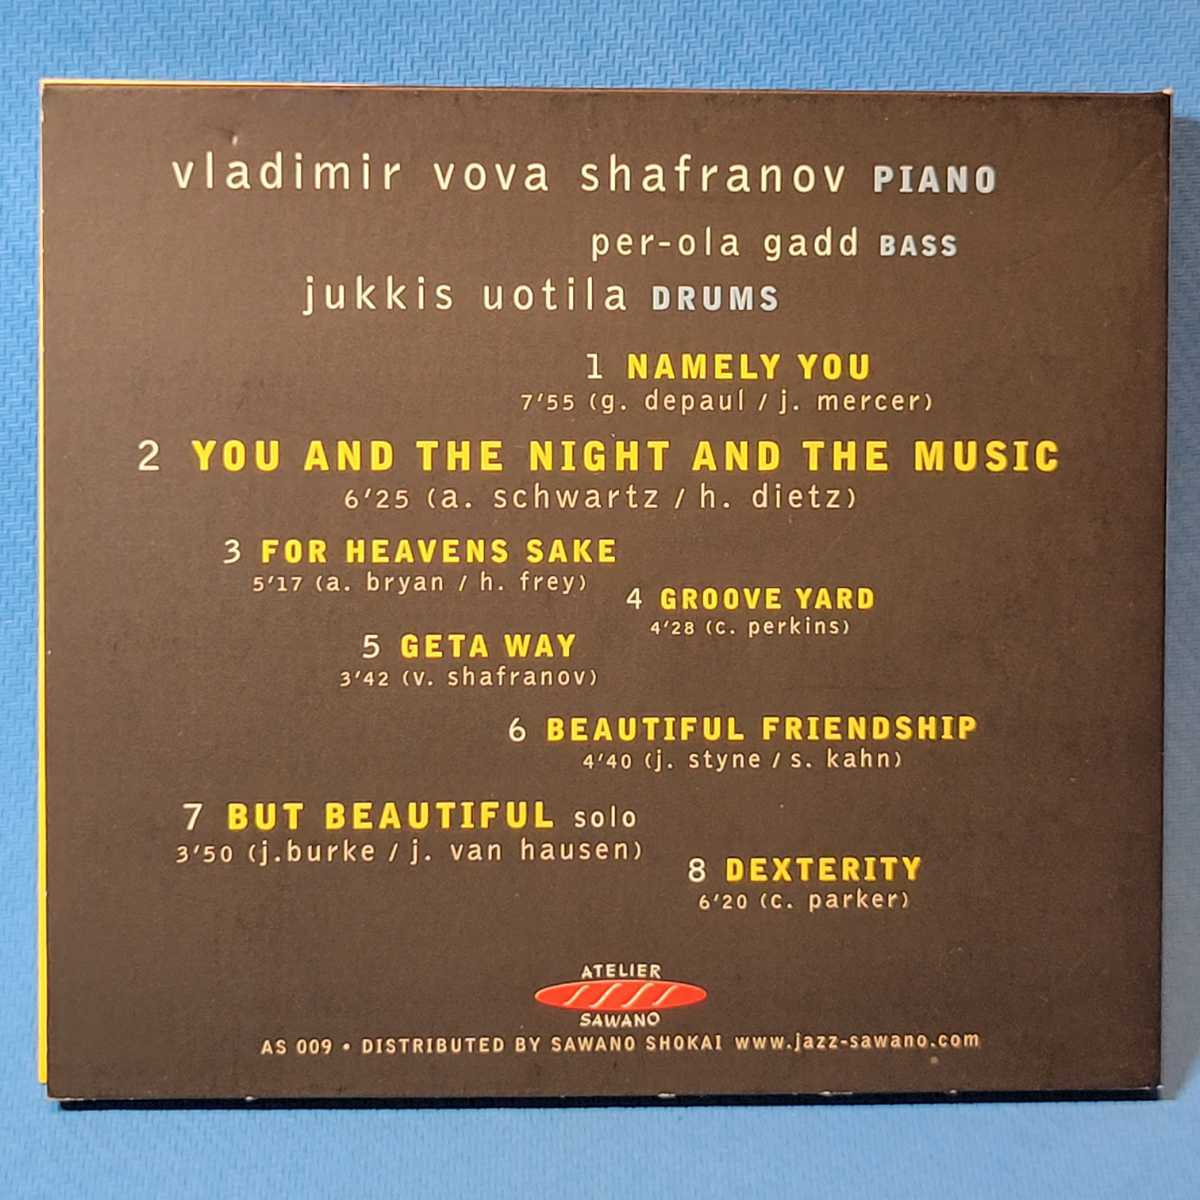 vladimir vova shafranov PIANO
per-ola gadd BASS
jukkis uotila DRUMS
1 NAMELY YOU
7'55 (g. depaul / j. mercer)
2 YOU AND THE NIGHT AND THE MUSIC
6'25 (a. schwartz / h. dietz)
3 FOR HEAVENS SAKE
5'17 (a. bryan / h. frey)
4 GROOVE YARD
4'28 (c. perkins)
5 GETA WAY
3'42 (v. shafranov)
6 BEAUTIFUL FRIENDSHIP
4'40 (j. styne / s. kahn)
7 BUT BEAUTIFUL solo
3'50 (j.burke / j. van hausen)
8 DEXTERITY
6'20 (c. parker)
ATELIER
SAWANO
AS 009 • DISTRIBUTED BY SAWANO SHOKAI www.jazz-sawano.com